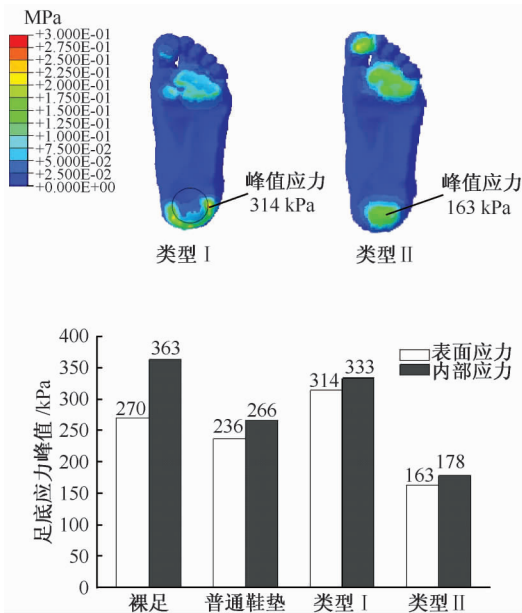 MPa
+3.000E-01
+2.750E-01
+2.500E-01
+2.250E-01
+2.000E-01
+1.750E-01
+1.500E-01
+1.250E-01
+1.000E-01
+7.500E-02
+5.000E-02
+2.500E-02
+0.000E+00
峰值应力
314 kPa
峰值应力
163 kPa
类型 I
类型 II
足底应力峰值/kPa
400
350
300
250
200
150
100
50
0
表面应力
内部应力
270
363
236
266
314
333
163
178
裸足
普通鞋垫
类型 I
类型 II